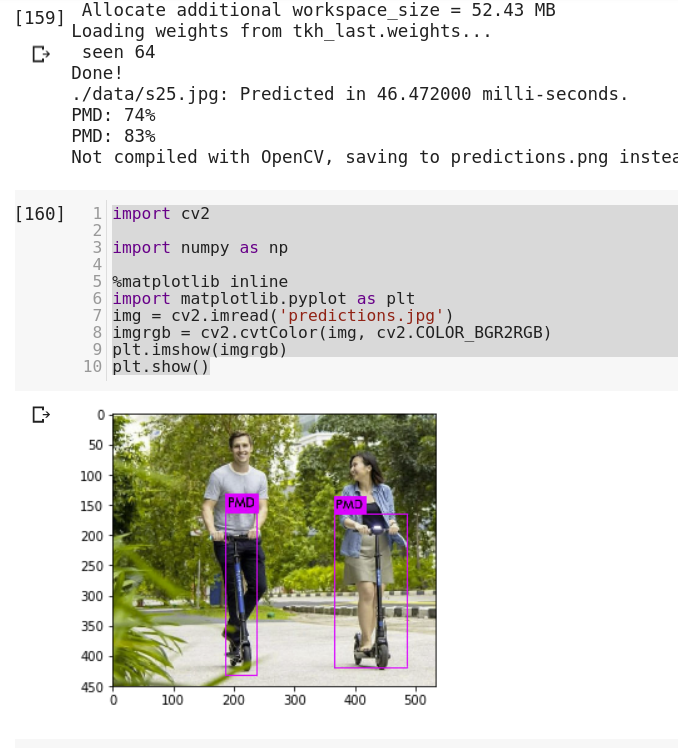 [159]
Allocate additional workspace_size = 52.43 MB
Loading weights from tkh_last.weights...
seen 64
Done!
./data/s25.jpg: Predicted in 46.472000 milli-seconds.
PMD: 74%
PMD: 83%
Not compiled with OpenCV, saving to predictions.png instea
[160]
1 import cv2
2
3 import numpy as np
4
5 %matplotlib inline
6 import matplotlib.pyplot as plt
7 img = cv2.imread('predictions.jpg')
8 imgrgb = cv2.cvtColor(img, cv2.COLOR_BGR2RGB)
9 plt.imshow(imgrgb)
10 plt.show()
0
50
100
150
200
250
300
350
400
450
PMD
PMD
0 100 200 300 400 500